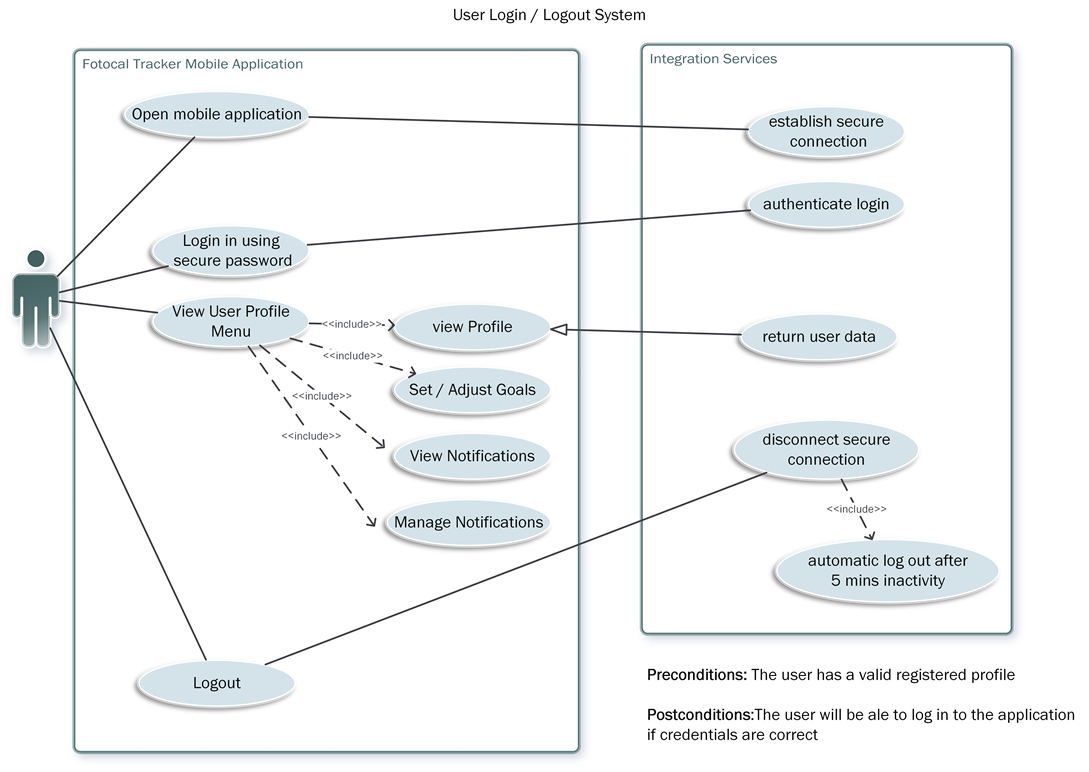 User Login / Logout System
Fotocal Tracker Mobile Application
Integration Services
Open mobile application
establish secure
connection
authenticate login
Login in using
secure password
View User Profile
Menu
<<include>>
view Profile
return user data
<<include>>
Set / Adjust Goals
<<include>>
<<include>>
View Notifications
disconnect secure
connection
Manage Notifications
<<include>>
automatic log out after
5 mins inactivity
Logout
Preconditions: The user has a valid registered profile
Postconditions:The user will be ale to log in to the application
if credentials are correct